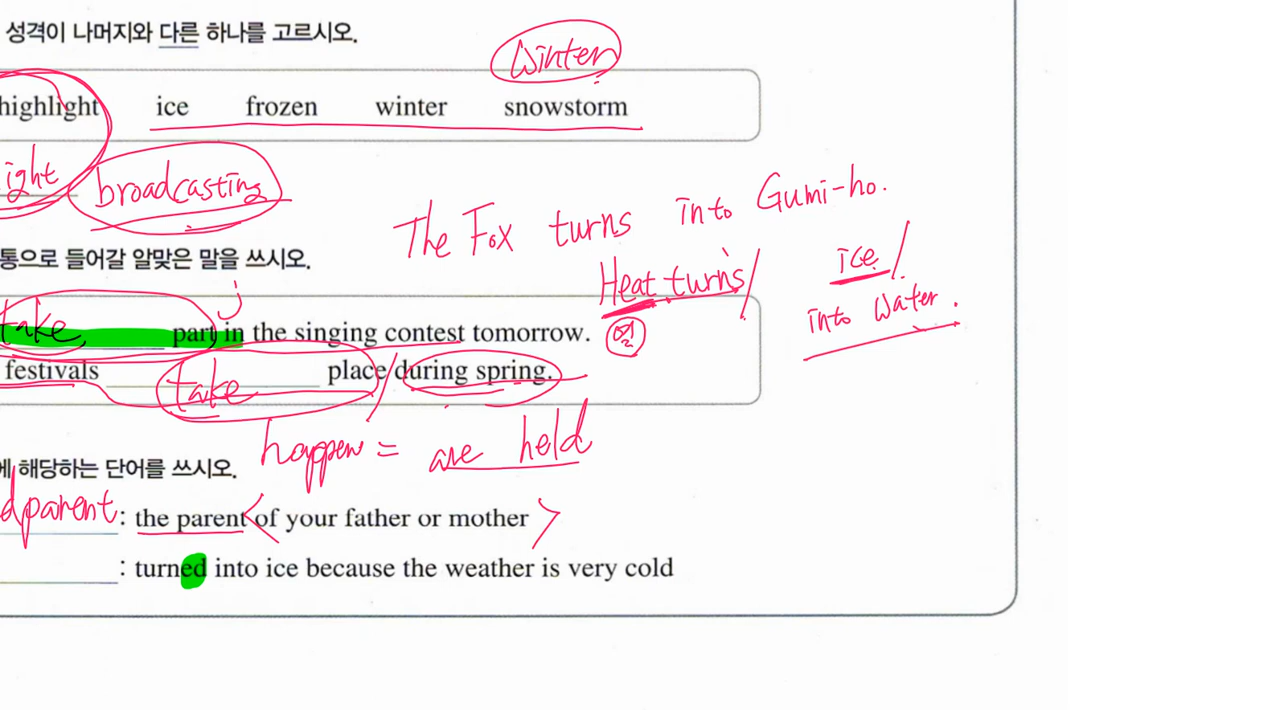 성격이 나머지와 다른 하나를 고르시오.
Winter
highlight ice frozen winter snowstorm
ight broadcasting
The Fox turns into Gumi-ho.
통으로 들어갈 알맞은 말을 쓰시오.
Heat turns / ice /
into water.
take part in the singing contest tomorrow.
festivals take place / during spring.
happen = are held
에 해당하는 단어를 쓰시오.
dparent : the parent < of your father or mother >
: turned into ice because the weather is very cold